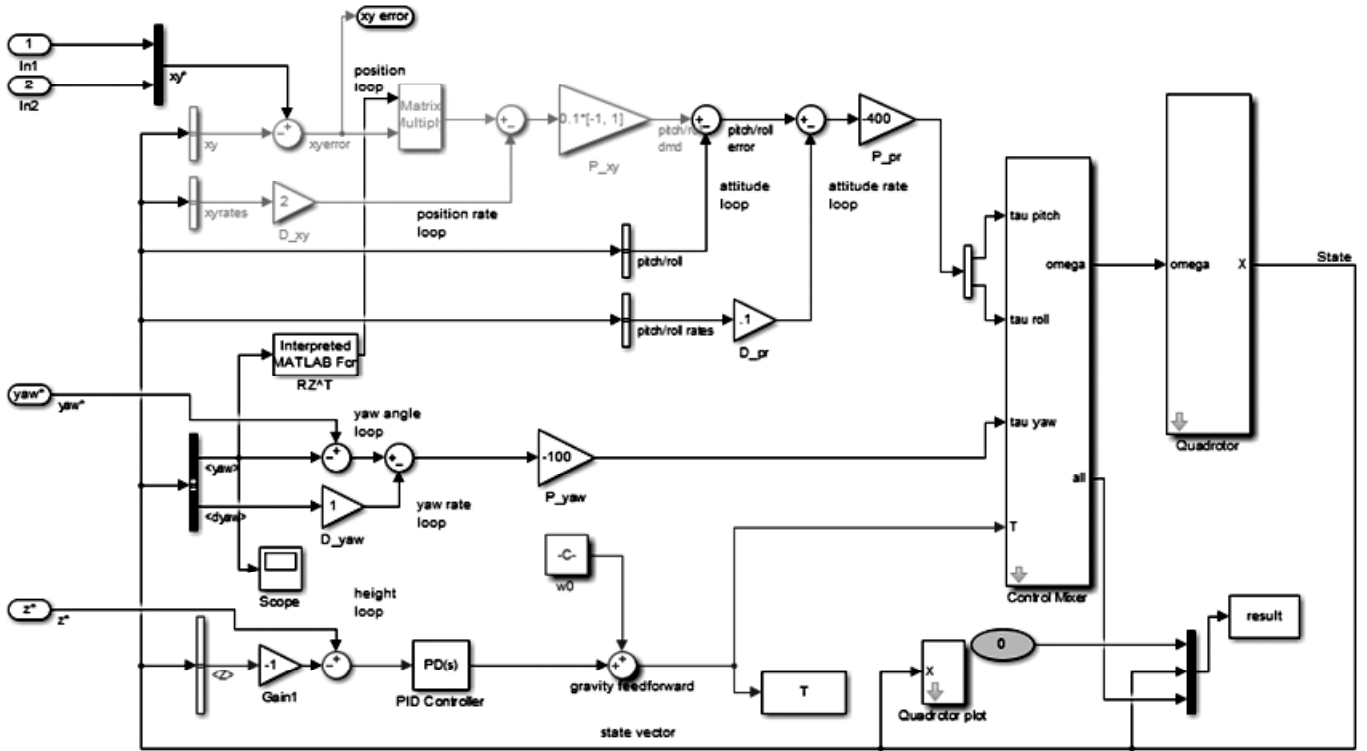 xy error
1
In1
2
In2
xy*
position
loop
xy
xyerror
Matrix
Multiply
0.1*[-1, 1]
P_xy
pitch/roll
dmd
pitch/roll
error
-400
P_pr
attitude
loop
attitude rate
loop
xyrates
2
D_xy
position rate
loop
pitch/roll
pitch/roll rates
.1
D_pr
tau pitch
omega
tau roll
tau yaw
all
T
Control Mixer
omega
X
Quadrotor
State
Interpreted
MATLAB Fcn
RZ^T
yaw*
yaw*
yaw angle
loop
<yaw>
<dyaw>
1
D_yaw
yaw rate
loop
-100
P_yaw
Scope
-C-
w0
z*
z*
height
loop
<z>
-1
Gain1
PD(s)
PID Controller
gravity feedforward
T
X
Quadrotor plot
0
result
state vector